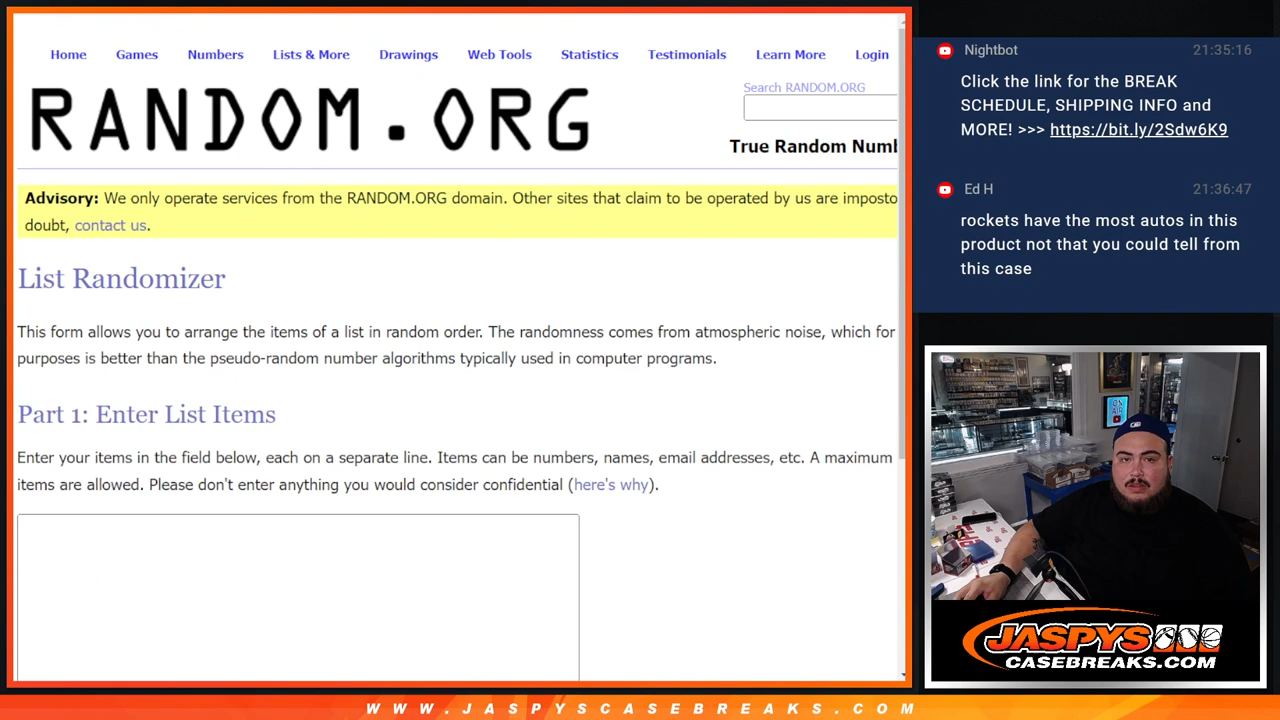 Home Games Numbers Lists & More Drawings Web Tools Statistics Testimonials Learn More Login
RANDOM.ORG
Search RANDOM.ORG
True Random Numb
Advisory: We only operate services from the RANDOM.ORG domain. Other sites that claim to be operated by us are imposto
doubt, contact us.
List Randomizer
This form allows you to arrange the items of a list in random order. The randomness comes from atmospheric noise, which for
purposes is better than the pseudo-random number algorithms typically used in computer programs.
Part 1: Enter List Items
Enter your items in the field below, each on a separate line. Items can be numbers, names, email addresses, etc. A maximum
items are allowed. Please don't enter anything you would consider confidential (here's why).
Nightbot 21:35:16
Click the link for the BREAK
SCHEDULE, SHIPPING INFO and
MORE! >>> https://bit.ly/2Sdw6K9
Ed H 21:36:47
rockets have the most autos in this
product not that you could tell from
this case
JASPYS
CASEBREAKS.COM
WWW.JASPYSCASEBREAKS.COM